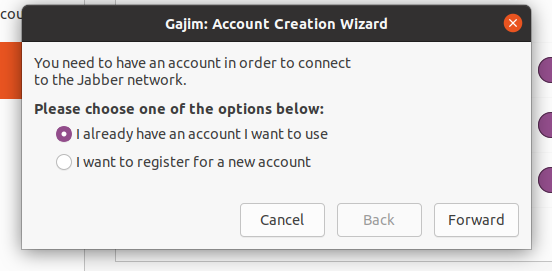 Gajim: Account Creation Wizard
You need to have an account in order to connect
to the Jabber network.
Please choose one of the options below:
I already have an account I want to use
I want to register for a new account
Cancel
Back
Forward